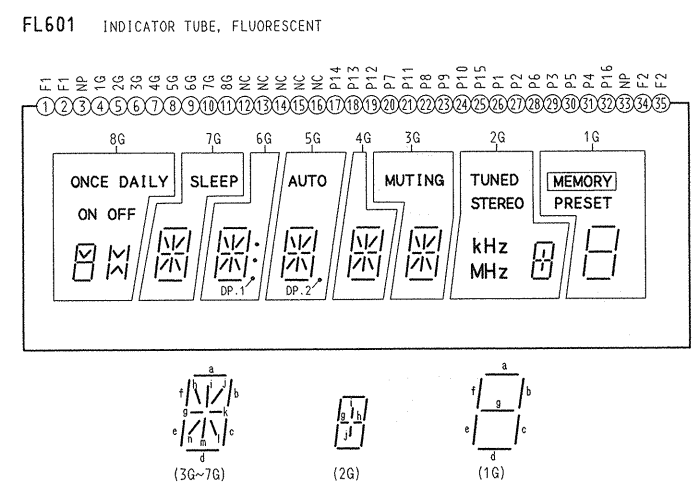 FL601 INDICATOR TUBE, FLUORESCENT
F1 F1 NP 1G 2G 3G 4G 5G 6G 7G 8G NC NC NC NC NC P14 P13 P12 P7 P11 P8 P9 P10 P15 P1 P2 P6 P3 P5 P4 P16 NP F2 F2
1 2 3 4 5 6 7 8 9 10 11 12 13 14 15 16 17 18 19 20 21 22 23 24 25 26 27 28 29 30 31 32 33 34 35
8G 7G 6G 5G 4G 3G 2G 1G
ONCE DAILY SLEEP AUTO MUTING TUNED MEMORY
ON OFF STEREO PRESET
kHz
MHz
DP.1 DP.2
a
f h i j b
g k
e n m l c
d
(3G~7G)
i
g h
j
(2G)
a
f b
g
e c
d
(1G)